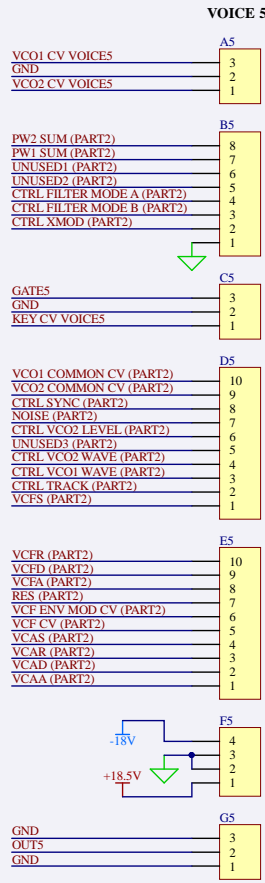 VOICE 5
A5
VCO1 CV VOICE5 3
GND 2
VCO2 CV VOICE5 1
B5
PW2 SUM (PART2) 8
PW1 SUM (PART2) 7
UNUSED1 (PART2) 6
UNUSED2 (PART2) 5
CTRL FILTER MODE A (PART2) 4
CTRL FILTER MODE B (PART2) 3
CTRL XMOD (PART2) 2
1
C5
GATE5 3
GND 2
KEY CV VOICE5 1
D5
VCO1 COMMON CV (PART2) 10
VCO2 COMMON CV (PART2) 9
CTRL SYNC (PART2) 8
NOISE (PART2) 7
CTRL VCO2 LEVEL (PART2) 6
UNUSED3 (PART2) 5
CTRL VCO2 WAVE (PART2) 4
CTRL VCO1 WAVE (PART2) 3
CTRL TRACK (PART2) 2
VCFS (PART2) 1
E5
VCFR (PART2) 10
VCFD (PART2) 9
VCFA (PART2) 8
RES (PART2) 7
VCF ENV MOD CV (PART2) 6
VCF CV (PART2) 5
VCAS (PART2) 4
VCAR (PART2) 3
VCAD (PART2) 2
VCAA (PART2) 1
F5
-18V 4
3
+18.5V 2
1
G5
GND 3
OUT5 2
GND 1